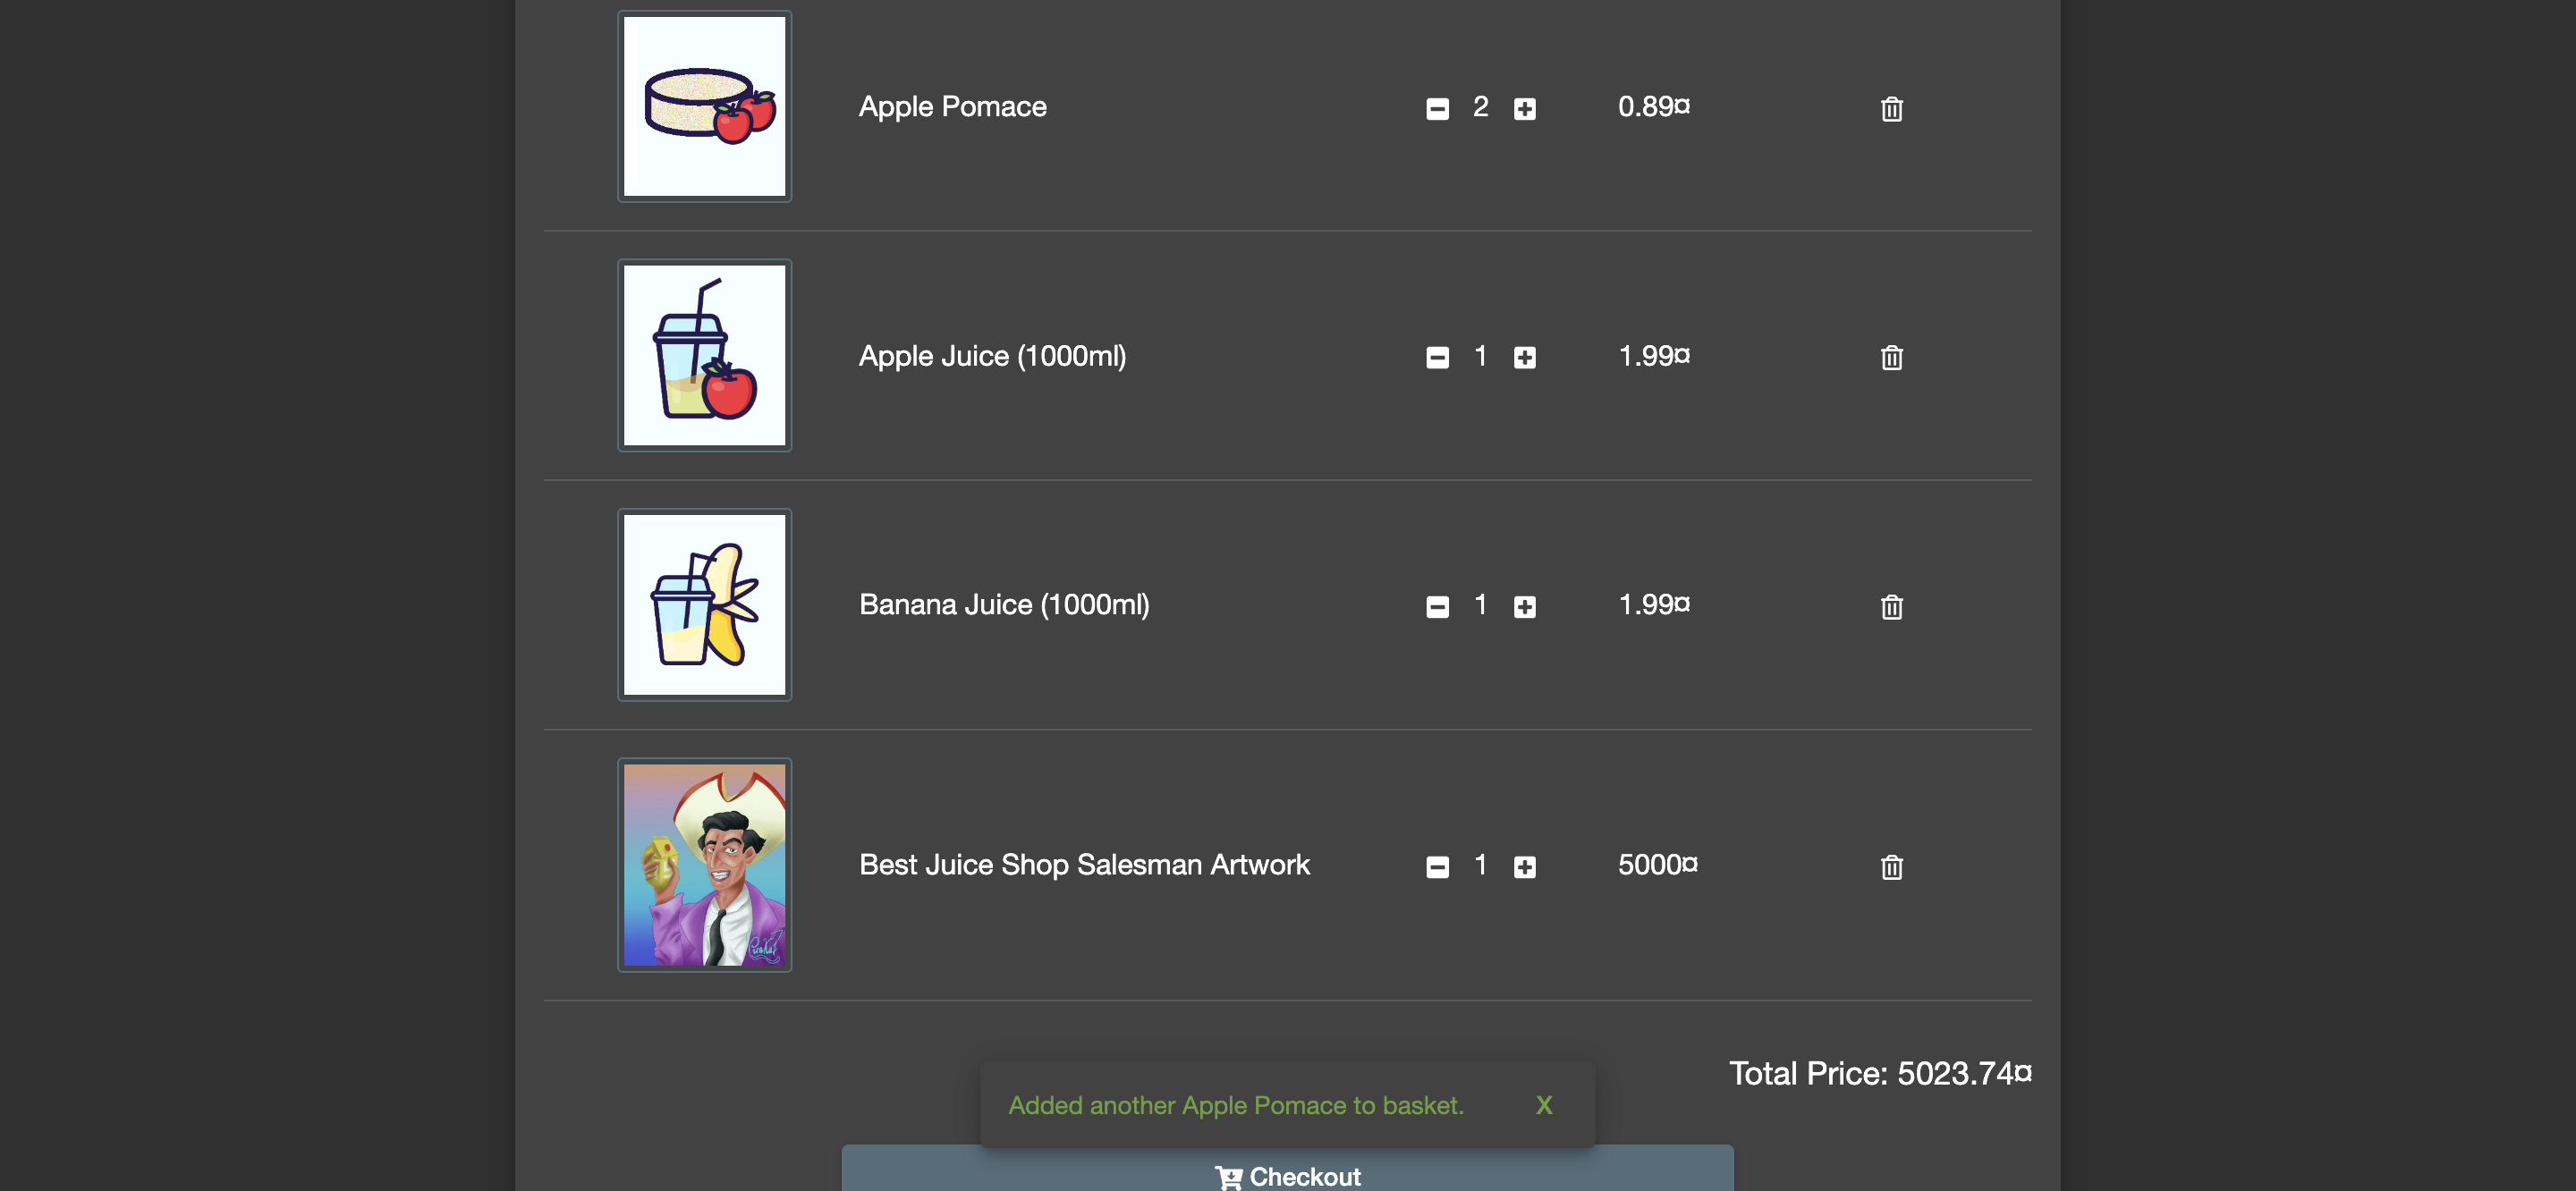 Apple Pomace 2 0.89¤
Apple Juice (1000ml) 1 1.99¤
Banana Juice (1000ml) 1 1.99¤
Best Juice Shop Salesman Artwork 1 5000¤
Total Price: 5023.74¤
Added another Apple Pomace to basket. X
Checkout